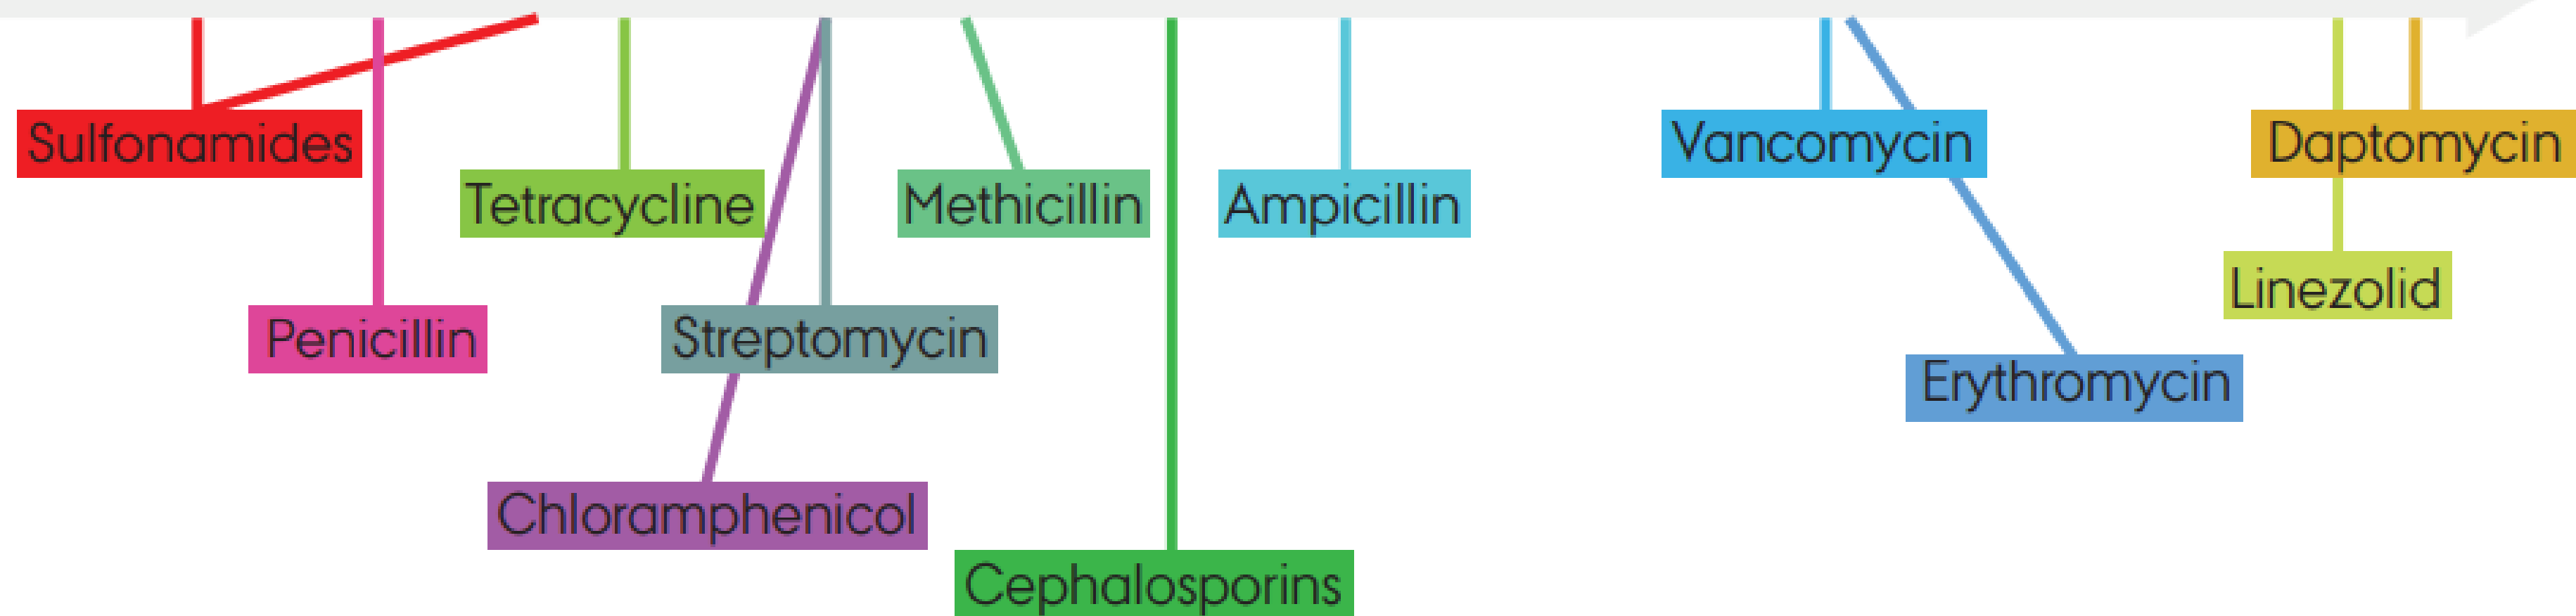 Sulfonamides
Vancomycin
Daptomycin
Tetracycline
Methicillin
Ampicillin
Linezolid
Penicillin
Streptomycin
Erythromycin
Chloramphenicol
Cephalosporins